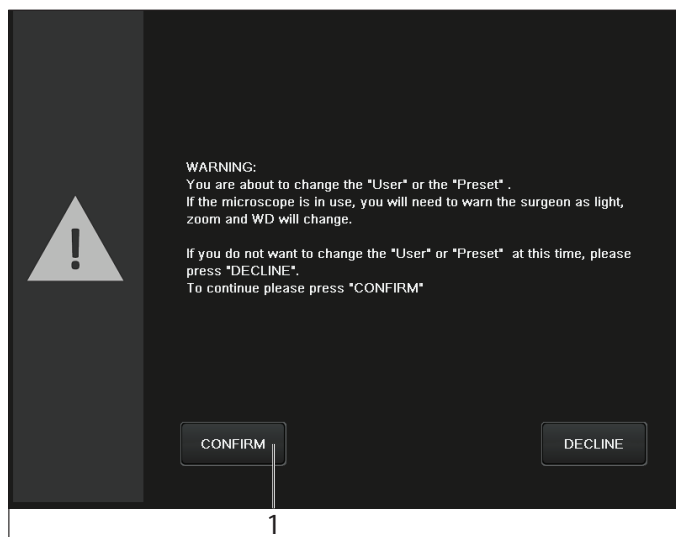 WARNING:
You are about to change the "User" or the "Preset" .
If the microscope is in use, you will need to warn the surgeon as light,
zoom and WD will change.
If you do not want to change the "User" or "Preset" at this time, please
press "DECLINE".
To continue please press "CONFIRM"
!
CONFIRM
DECLINE
1